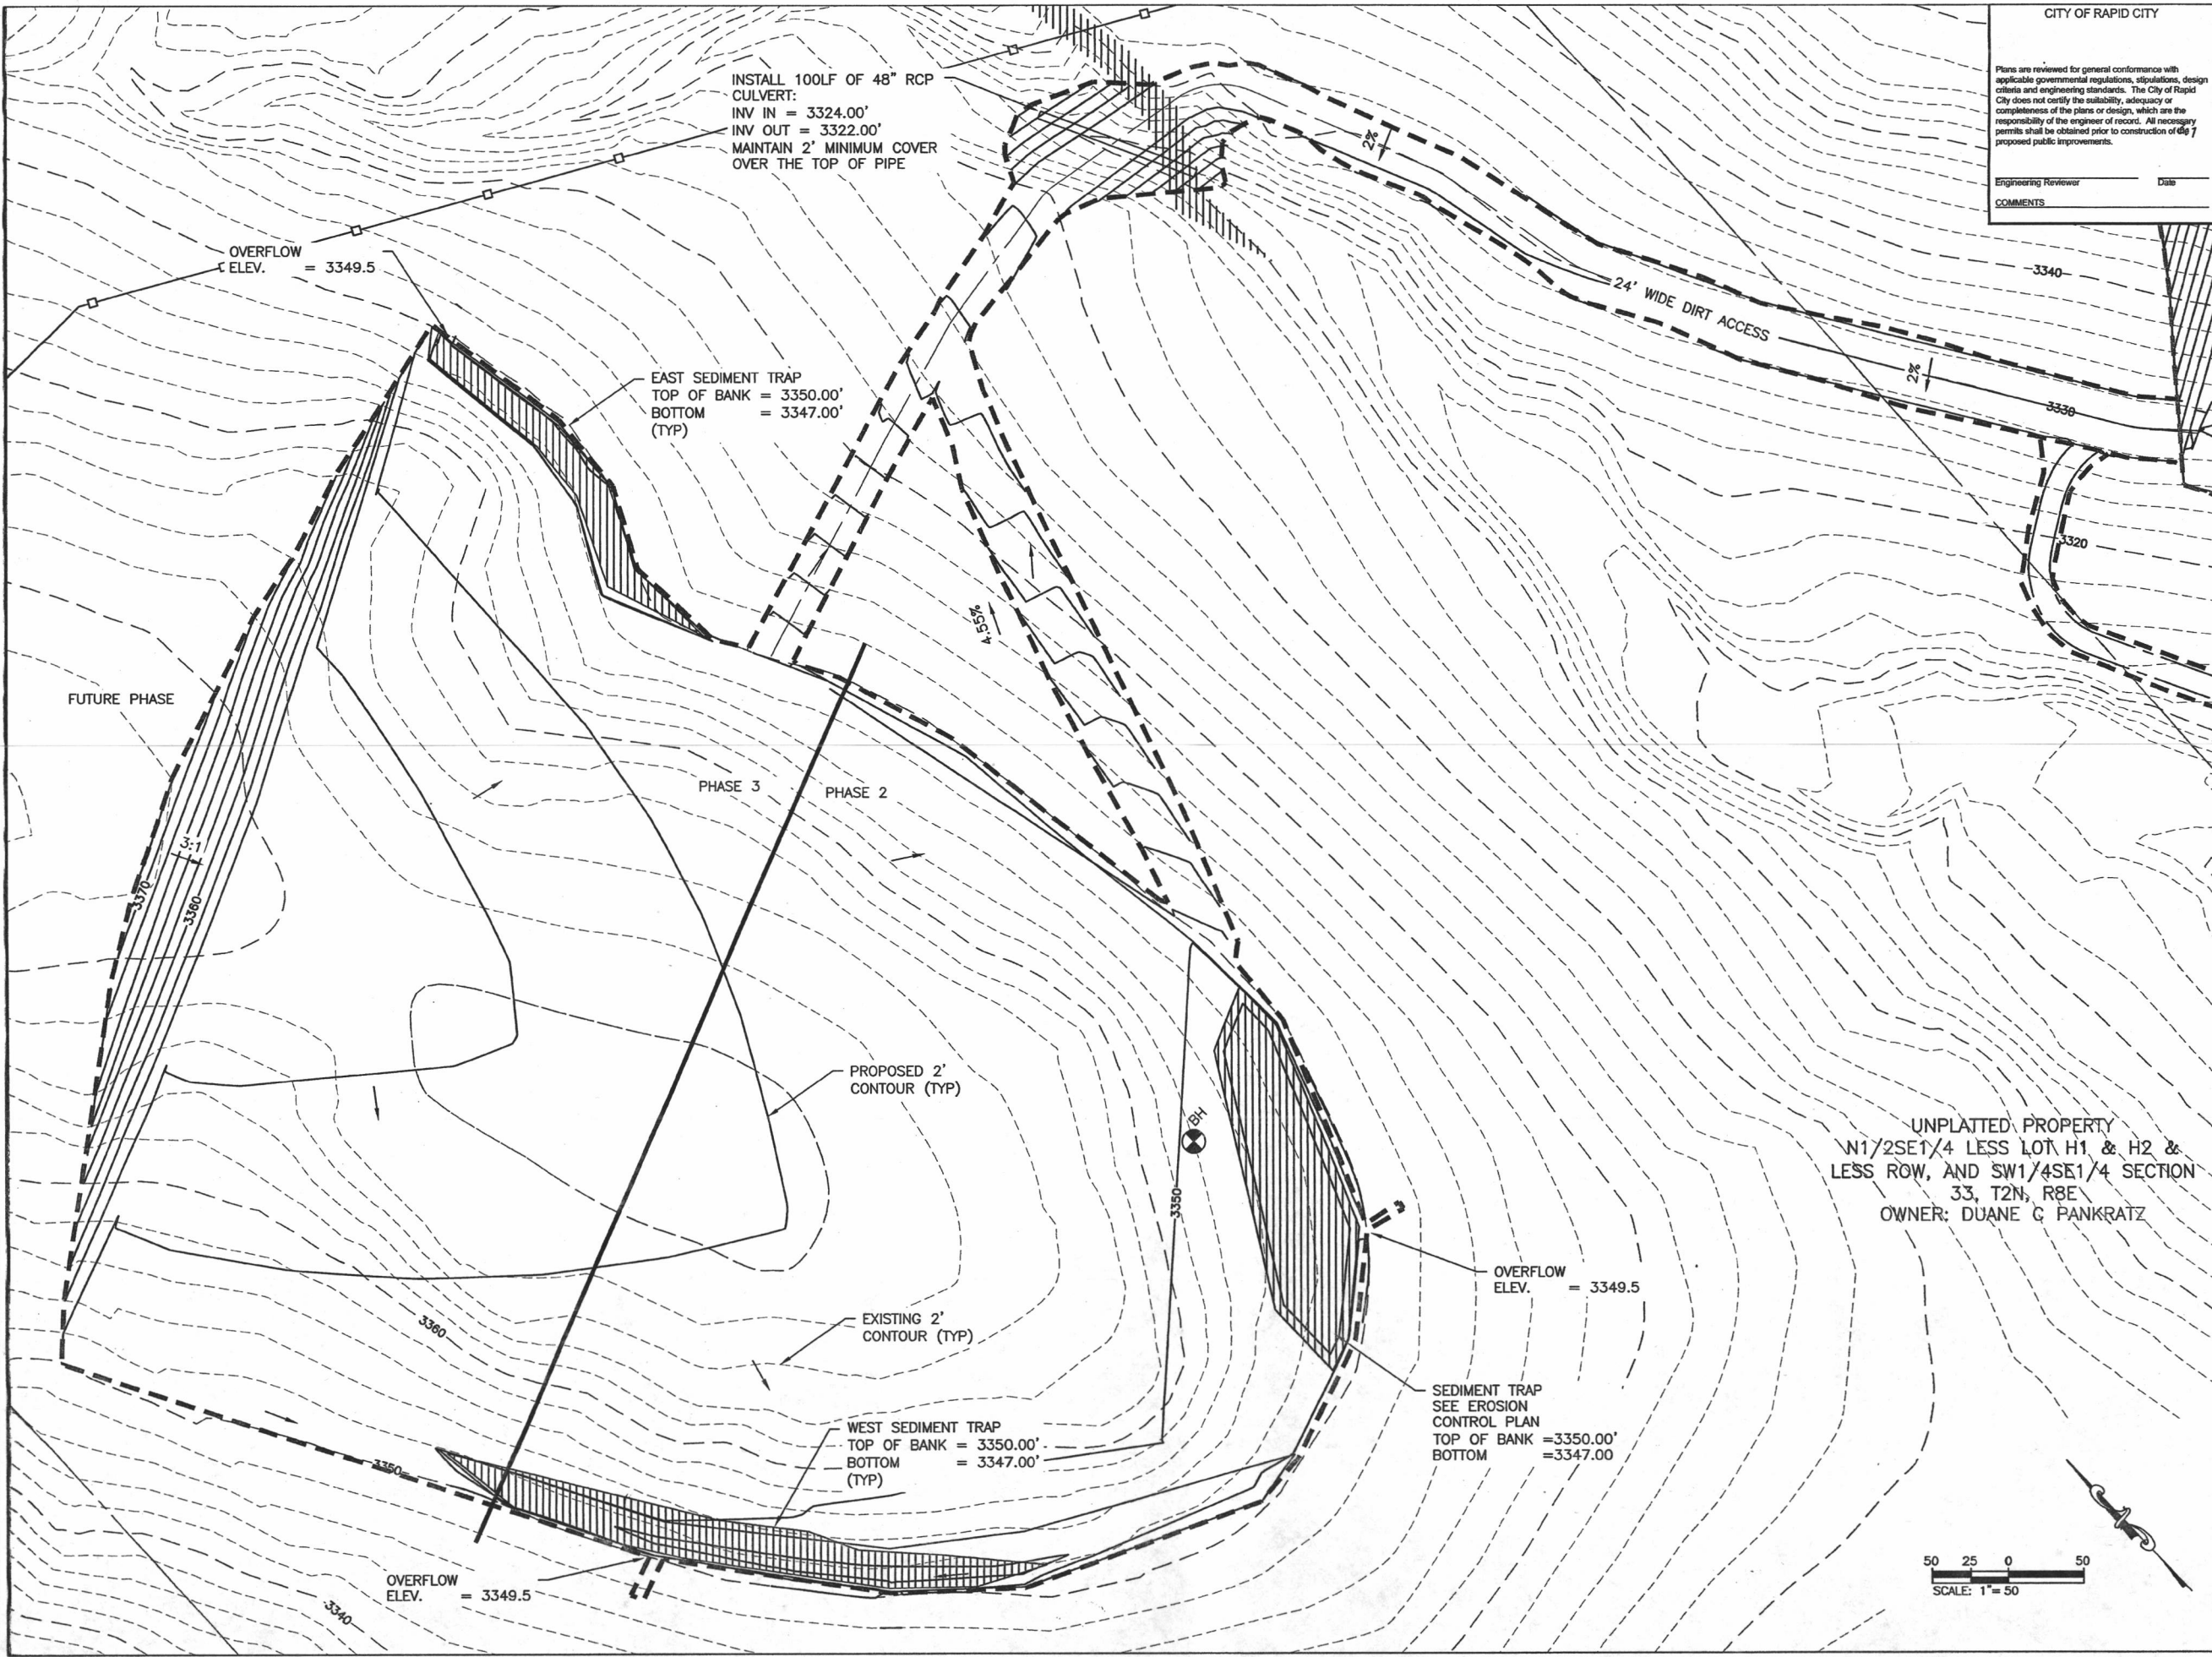 CITY OF RAPID CITY
Plans are reviewed for general conformance with
applicable governmental regulations, stipulations, design
criteria and engineering standards. The City of Rapid
City does not certify the suitability, adequacy or
completeness of the plans or design, which are the
responsibility of the engineer of record. All necessary
permits shall be obtained prior to construction of
proposed public improvements.
Engineering Reviewer Date
COMMENTS
INSTALL 100LF OF 48" RCP
CULVERT:
INV IN = 3324.00'
INV OUT = 3322.00'
MAINTAIN 2' MINIMUM COVER
OVER THE TOP OF PIPE
2%
OVERFLOW
ELEV. = 3349.5
3340
24' WIDE DIRT ACCESS
2%
3330
EAST SEDIMENT TRAP
TOP OF BANK = 3350.00'
BOTTOM = 3347.00'
(TYP)
3320
4.55%
FUTURE PHASE
PHASE 3
PHASE 2
3:1
3370
3360
PROPOSED 2'
CONTOUR (TYP)
BH
3350
UNPLATTED PROPERTY
N1/2SE1/4 LESS LOT H1 & H2 &
LESS ROW, AND SW1/4SE1/4 SECTION
33, T2N, R8E
OWNER: DUANE C PANKRATZ
OVERFLOW
ELEV. = 3349.5
3360
EXISTING 2'
CONTOUR (TYP)
SEDIMENT TRAP
SEE EROSION
CONTROL PLAN
TOP OF BANK =3350.00'
BOTTOM =3347.00
WEST SEDIMENT TRAP
TOP OF BANK = 3350.00'
BOTTOM = 3347.00'
(TYP)
3350
OVERFLOW
ELEV. = 3349.5
3340
50 25 0 50
SCALE: 1"= 50